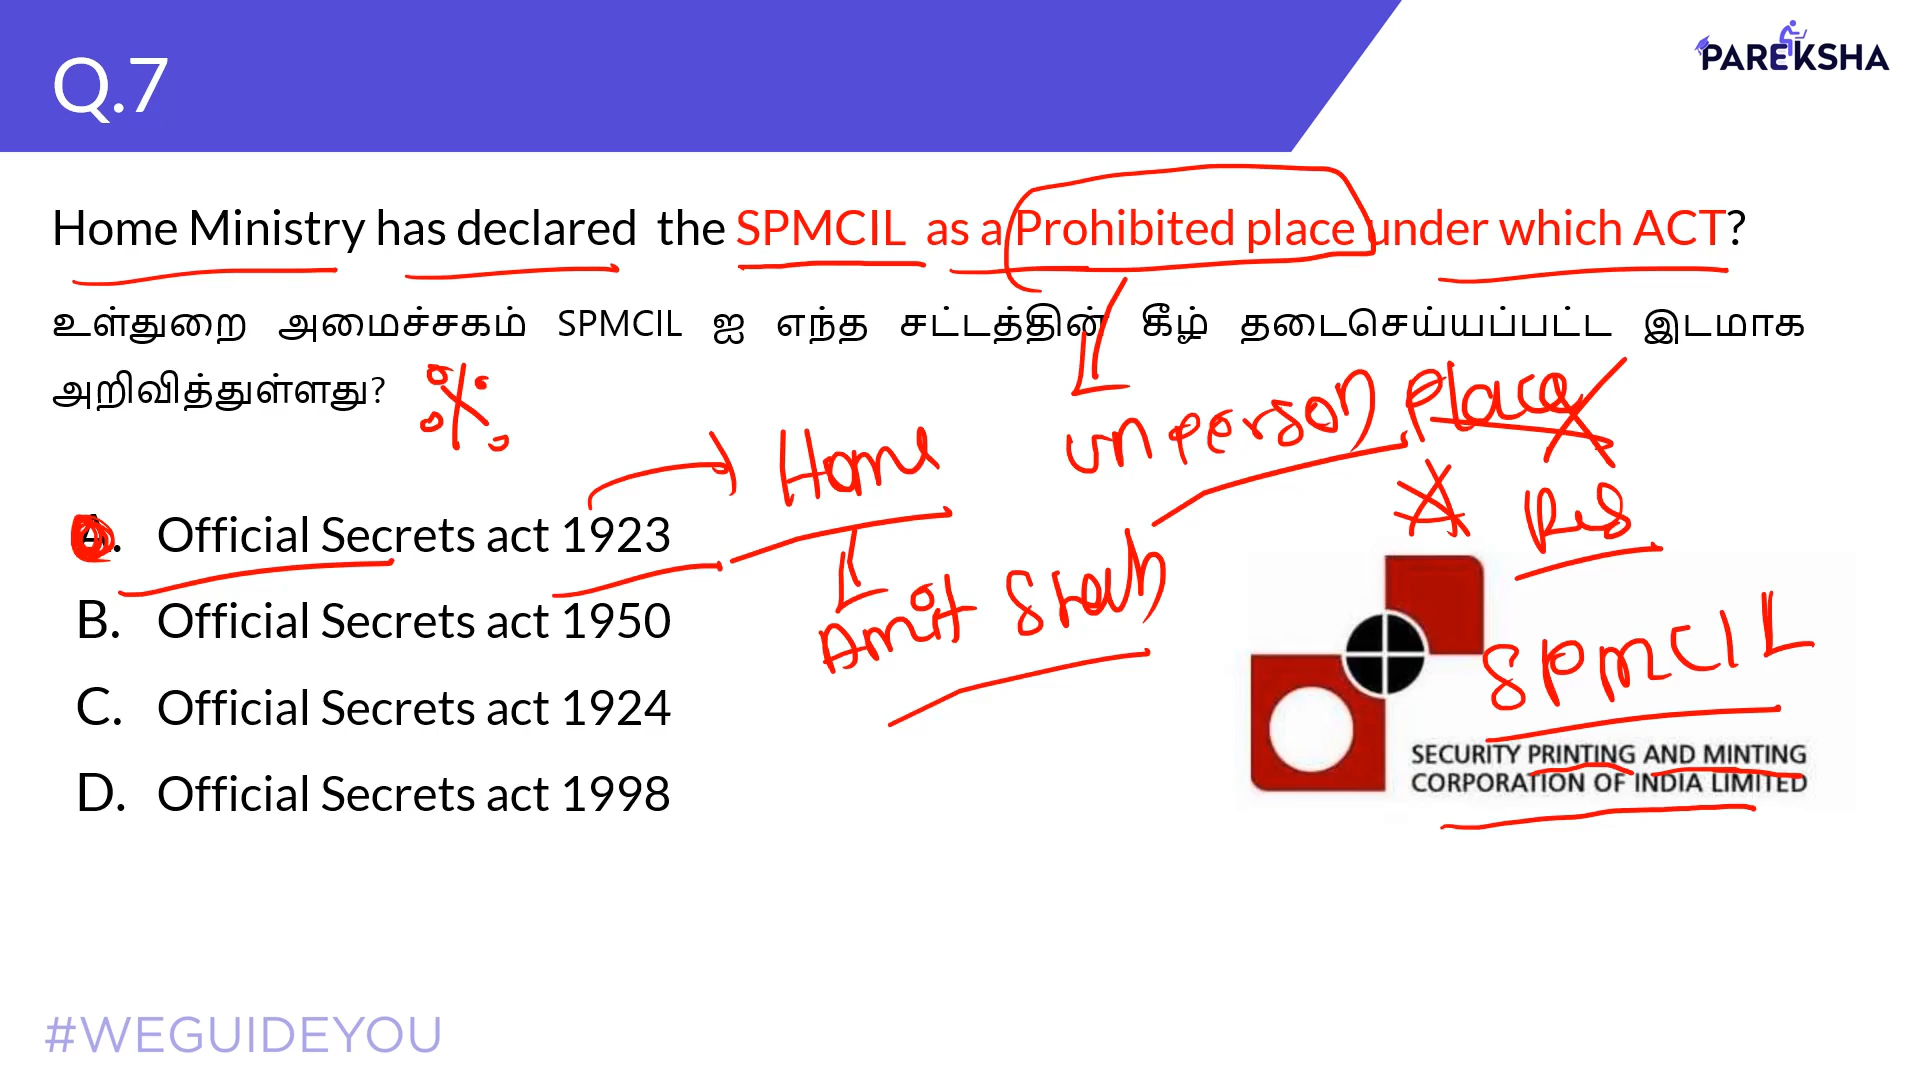 Q.7
PAREKSHA
Home Ministry has declared the SPMCIL as a Prohibited place under which ACT?
உள்துறை அமைச்சகம் SPMCIL ஐ எந்த சட்டத்தின் கீழ் தடைசெய்யப்பட்ட இடமாக
அறிவித்துள்ளது?
Place
Home
A. Official Secrets act 1923
Amit Shah
B. Official Secrets act 1950
SPMCIL
C. Official Secrets act 1924
SECURITY PRINTING AND MINTING
CORPORATION OF INDIA LIMITED
D. Official Secrets act 1998
#WEGUIDEYOU